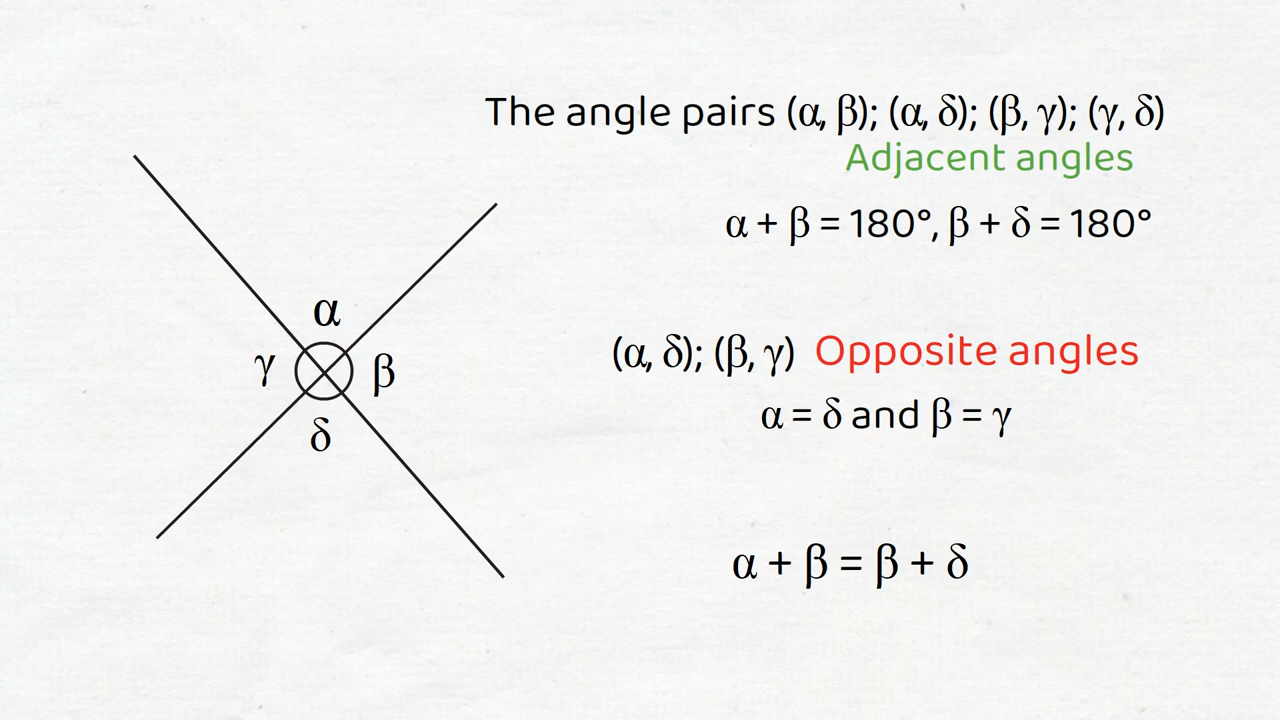 The angle pairs (α, β); (α, δ); (β, γ); (γ, δ)
Adjacent angles
α + β = 180°, β + δ = 180°
α
γ
β
δ
(α, δ); (β, γ) Opposite angles
α = δ and β = γ
α + β = β + δ